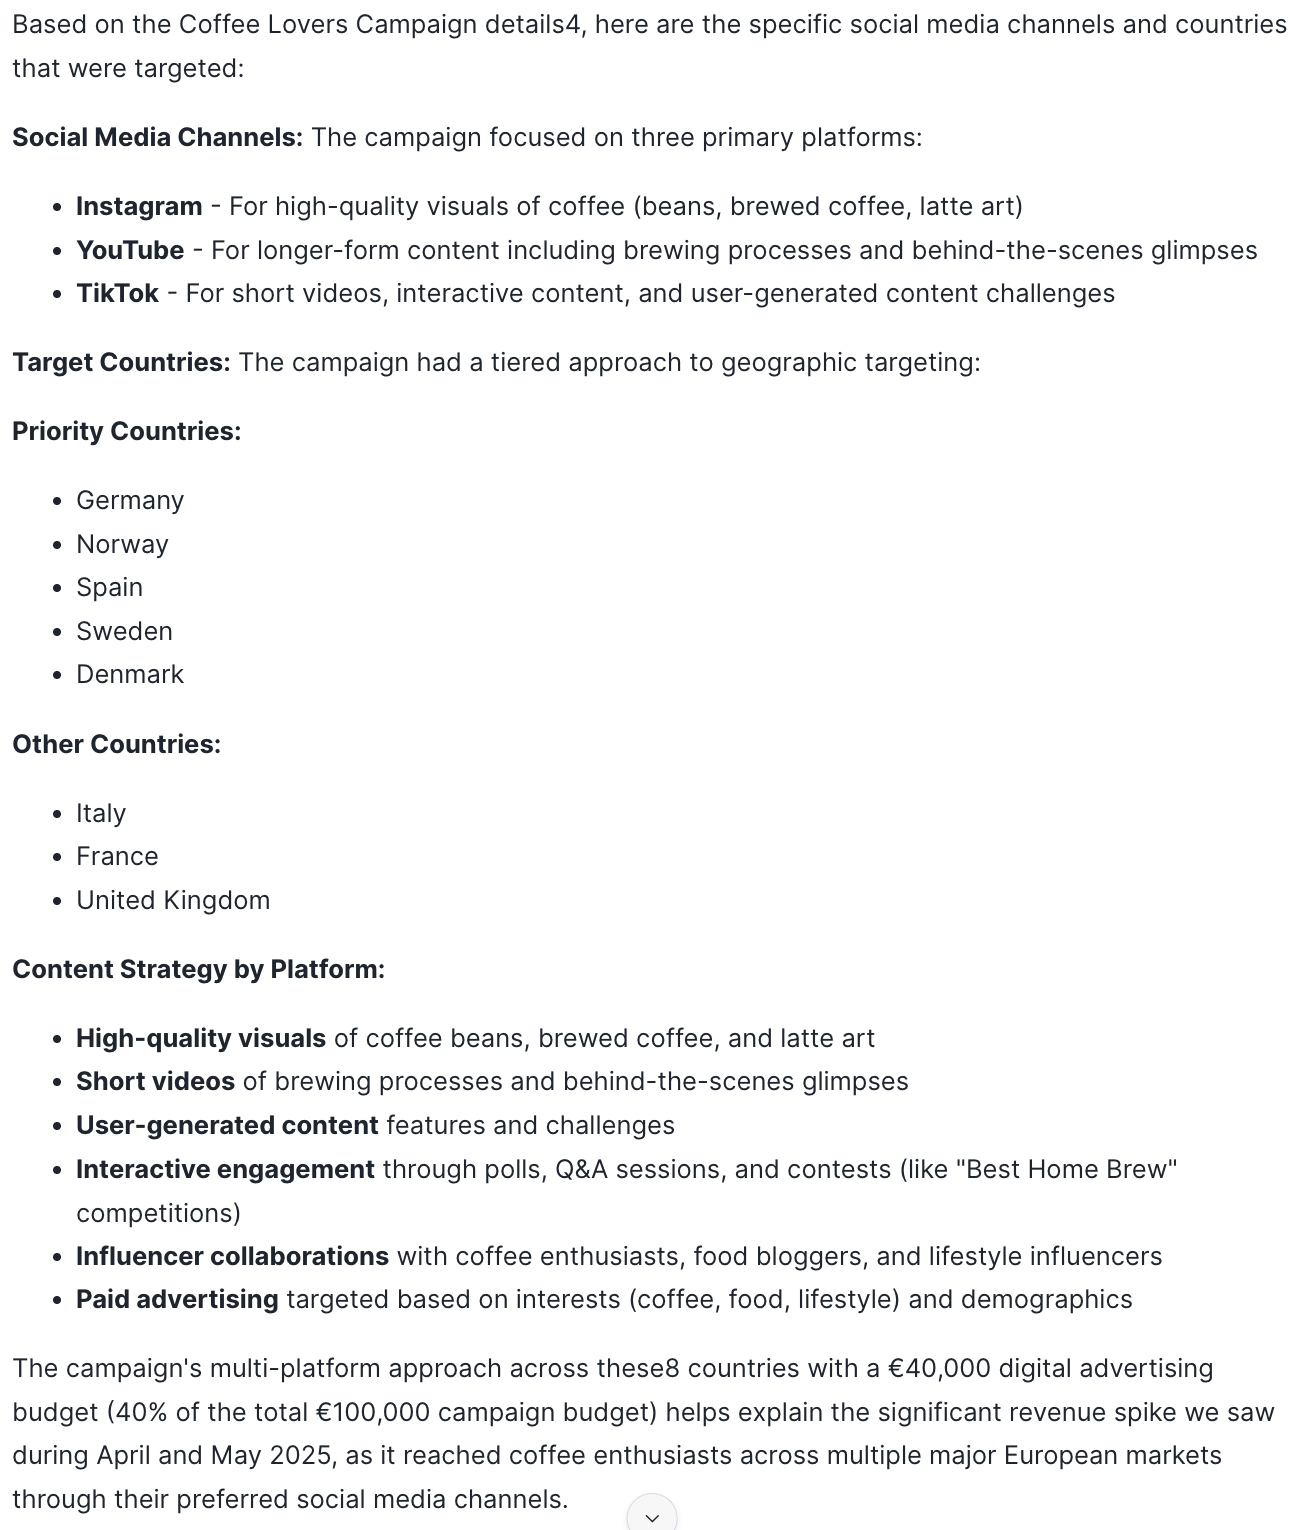 Based on the Coffee Lovers Campaign details4, here are the specific social media channels and countries
that were targeted:
Social Media Channels: The campaign focused on three primary platforms:
• Instagram - For high-quality visuals of coffee (beans, brewed coffee, latte art)
• YouTube - For longer-form content including brewing processes and behind-the-scenes glimpses
• TikTok - For short videos, interactive content, and user-generated content challenges
Target Countries: The campaign had a tiered approach to geographic targeting:
Priority Countries:
• Germany
• Norway
• Spain
• Sweden
• Denmark
Other Countries:
• Italy
• France
• United Kingdom
Content Strategy by Platform:
• High-quality visuals of coffee beans, brewed coffee, and latte art
• Short videos of brewing processes and behind-the-scenes glimpses
• User-generated content features and challenges
• Interactive engagement through polls, Q&A sessions, and contests (like "Best Home Brew"
competitions)
• Influencer collaborations with coffee enthusiasts, food bloggers, and lifestyle influencers
• Paid advertising targeted based on interests (coffee, food, lifestyle) and demographics
The campaign's multi-platform approach across these8 countries with a €40,000 digital advertising
budget (40% of the total €100,000 campaign budget) helps explain the significant revenue spike we saw
during April and May 2025, as it reached coffee enthusiasts across multiple major European markets
through their preferred social media channels.